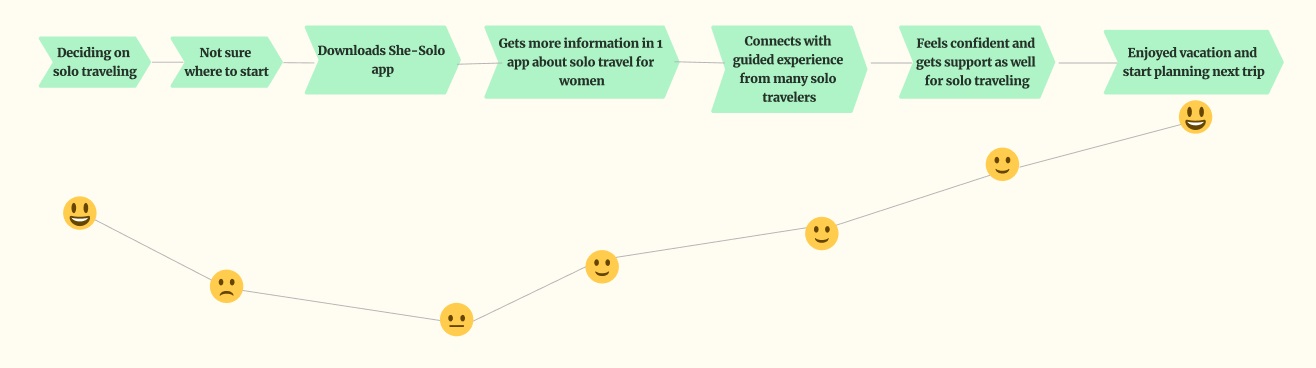 Deciding on
solo traveling
Not sure
where to start
Downloads She-Solo
app
Gets more information in 1
app about solo travel for
women
Connects with
guided experience
from many solo
travelers
Feels confident and
gets support as well
for solo traveling
Enjoyed vacation and
start planning next trip